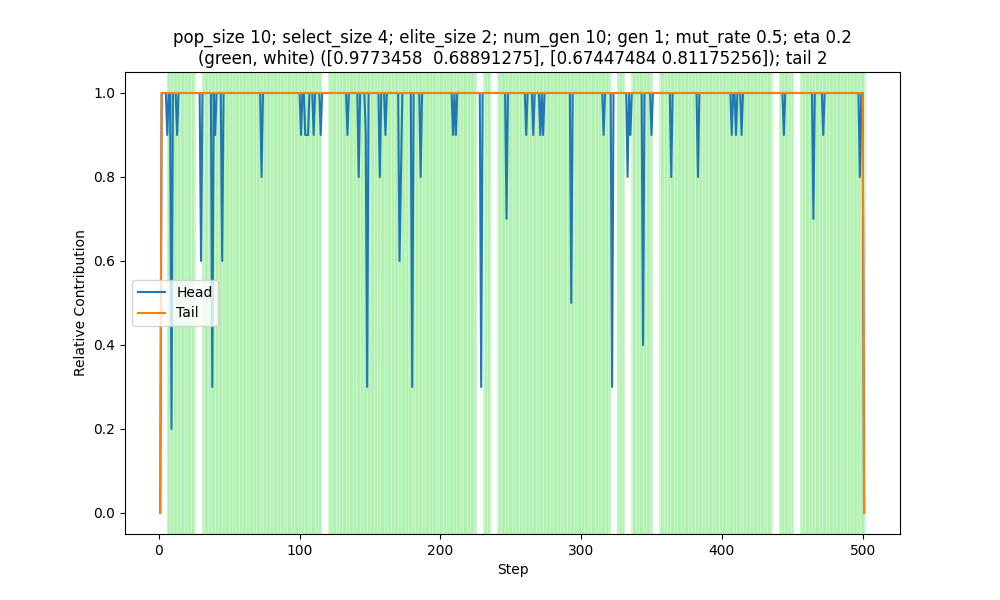 pop_size 10; select_size 4; elite_size 2; num_gen 10; gen 1; mut_rate 0.5; eta 0.2
(green, white) ([0.9773458  0.68891275], [0.67447484 0.81175256]); tail 2
1.0
0.8
0.6
0.4
0.2
0.0
Relative Contribution
Head
Tail
0
100
200
300
400
500
Step